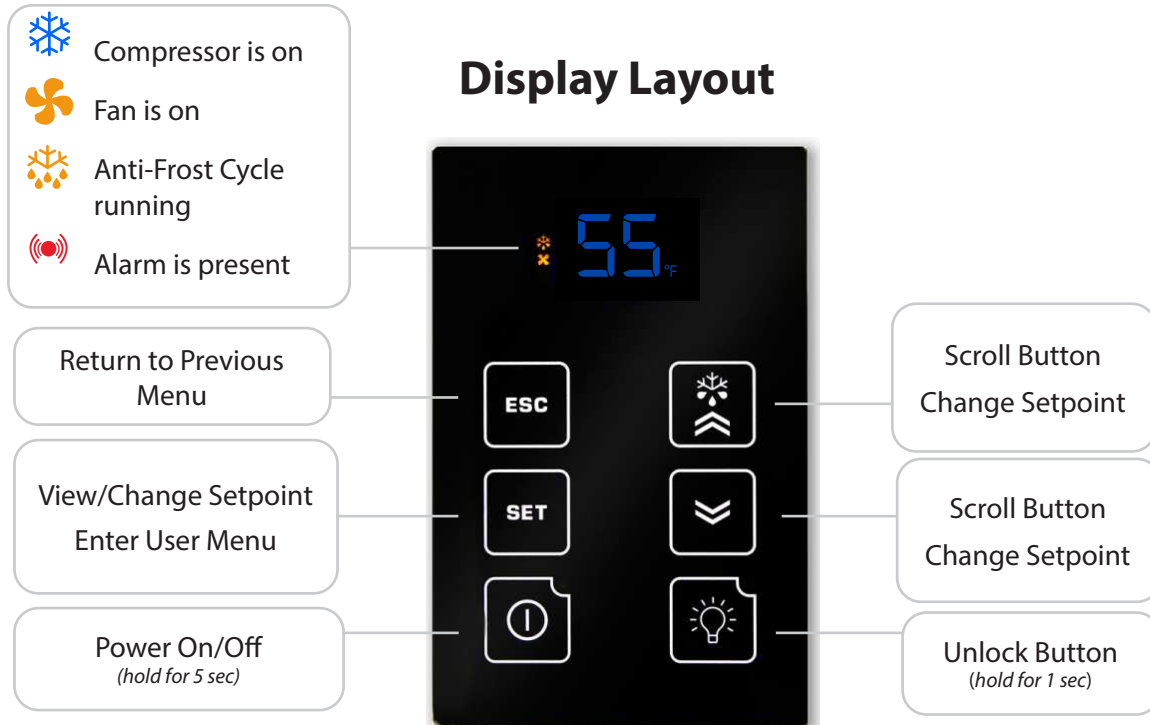 Compressor is on
Fan is on
Anti-Frost Cycle
running
Alarm is present
Display Layout
55 °F
Return to Previous
Menu
ESC
Scroll Button
Change Setpoint
View/Change Setpoint
Enter User Menu
SET
Scroll Button
Change Setpoint
Power On/Off
(hold for 5 sec)
Unlock Button
(hold for 1 sec)